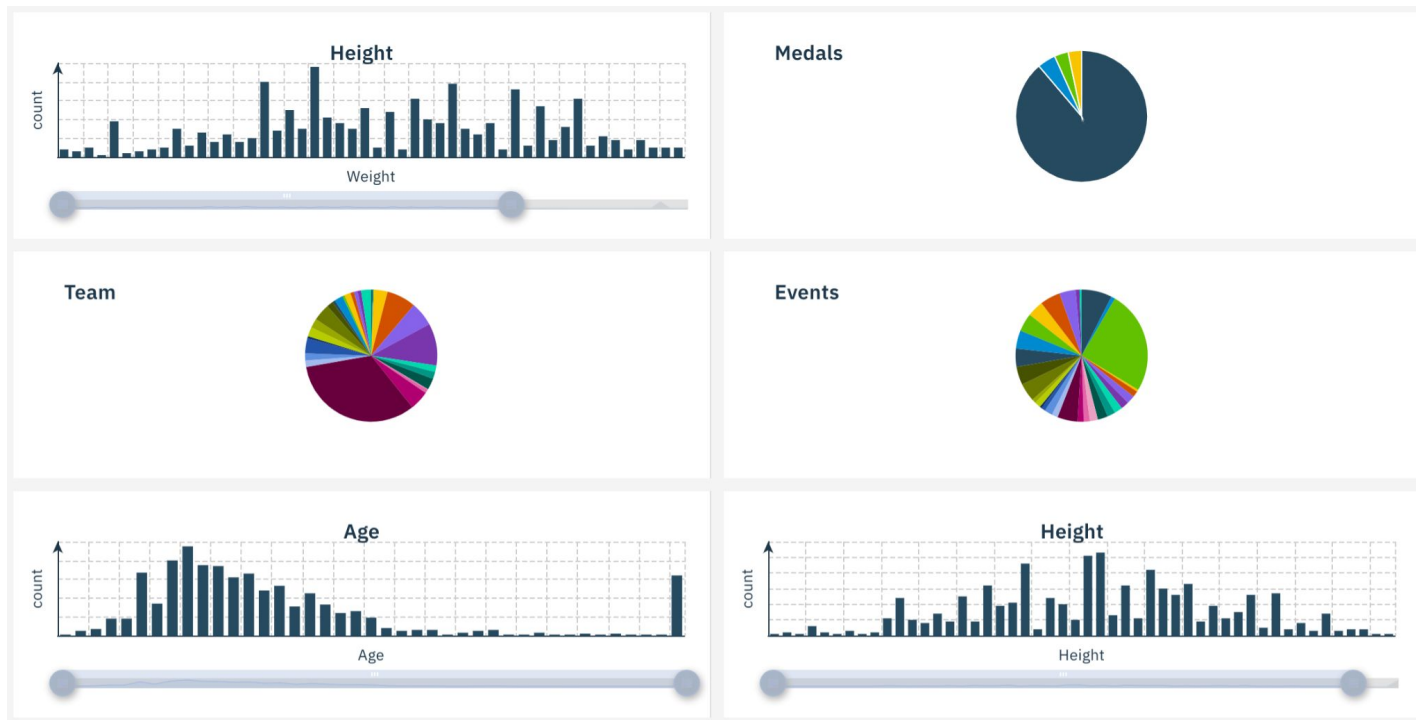 Height
count
Weight
Medals
Team
Events
Age
count
Age
Height
count
Height